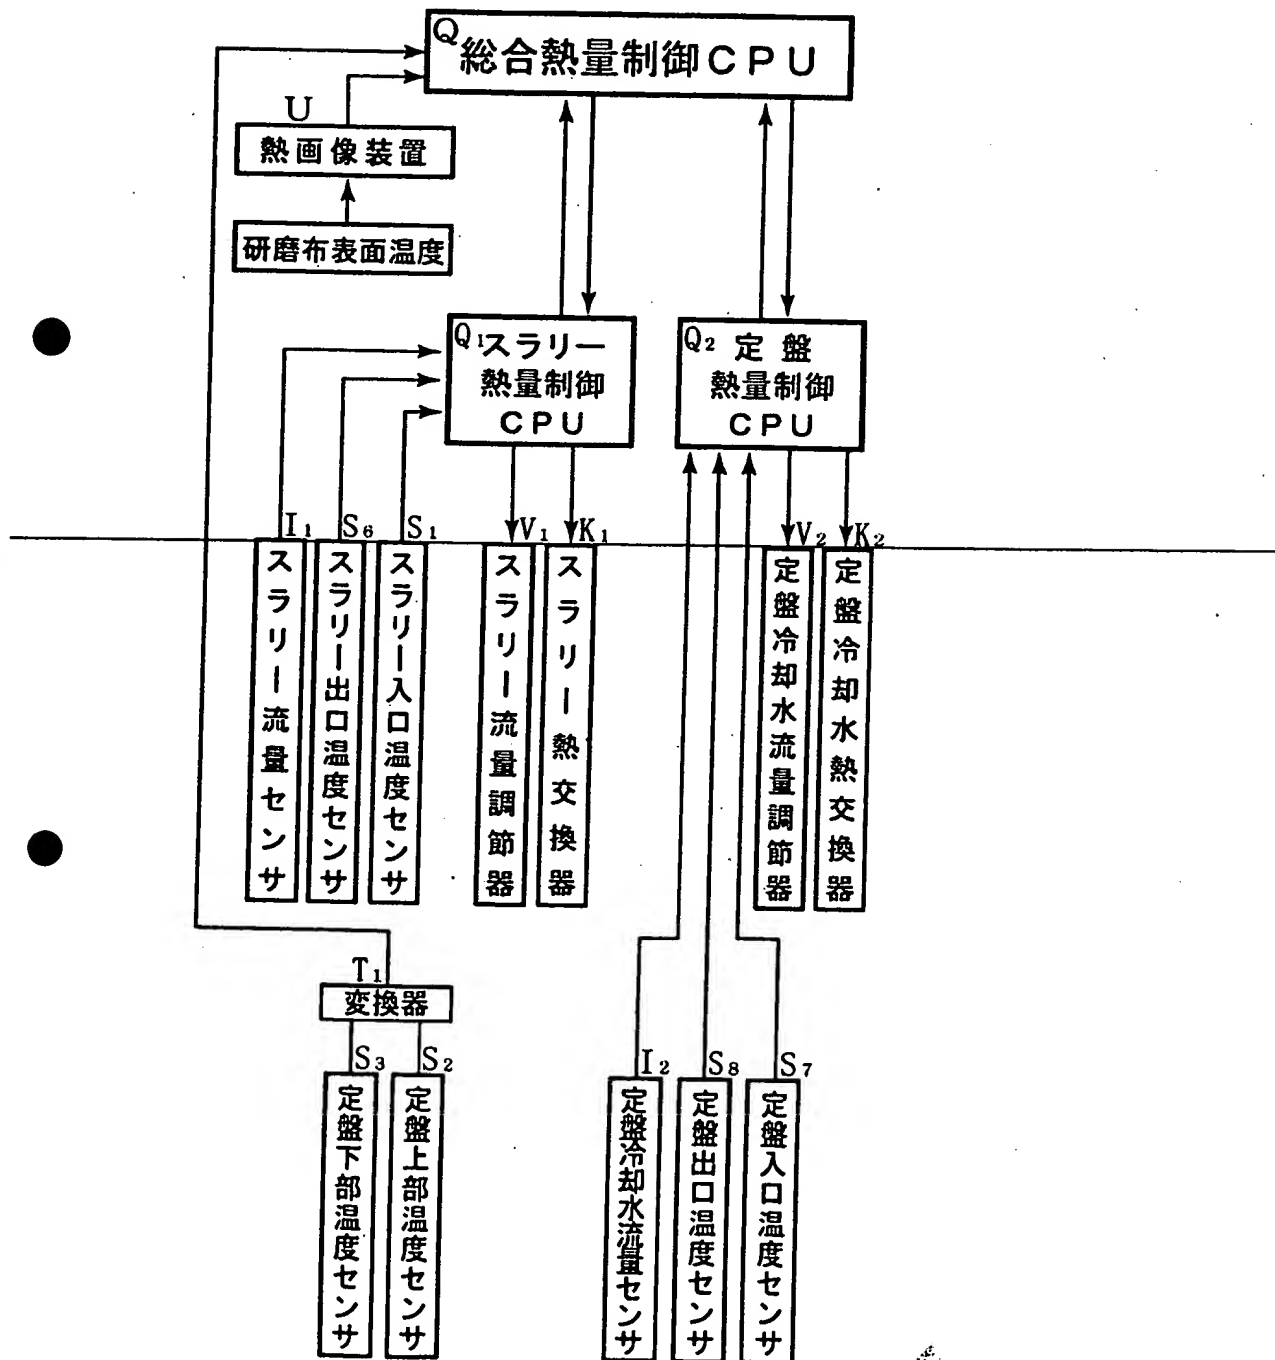 Q
総合熱量制御CPU
U
熱画像装置
研磨布表面温度
Q1 スラリー
熱量制御
CPU
Q2 定盤
熱量制御
CPU
I1
S6
S1
V1
K1
V2
K2
スラリー流量センサ
スラリー出口温度センサ
スラリー入口温度センサ
スラリー流量調節器
スラリー熱交換器
定盤冷却水流量調節器
定盤冷却水熱交換器
T1
変換器
S3
S2
I2
S8
S7
定盤下部温度センサ
定盤上部温度センサ
定盤冷却水流量センサ
定盤出口温度センサ
定盤入口温度センサ